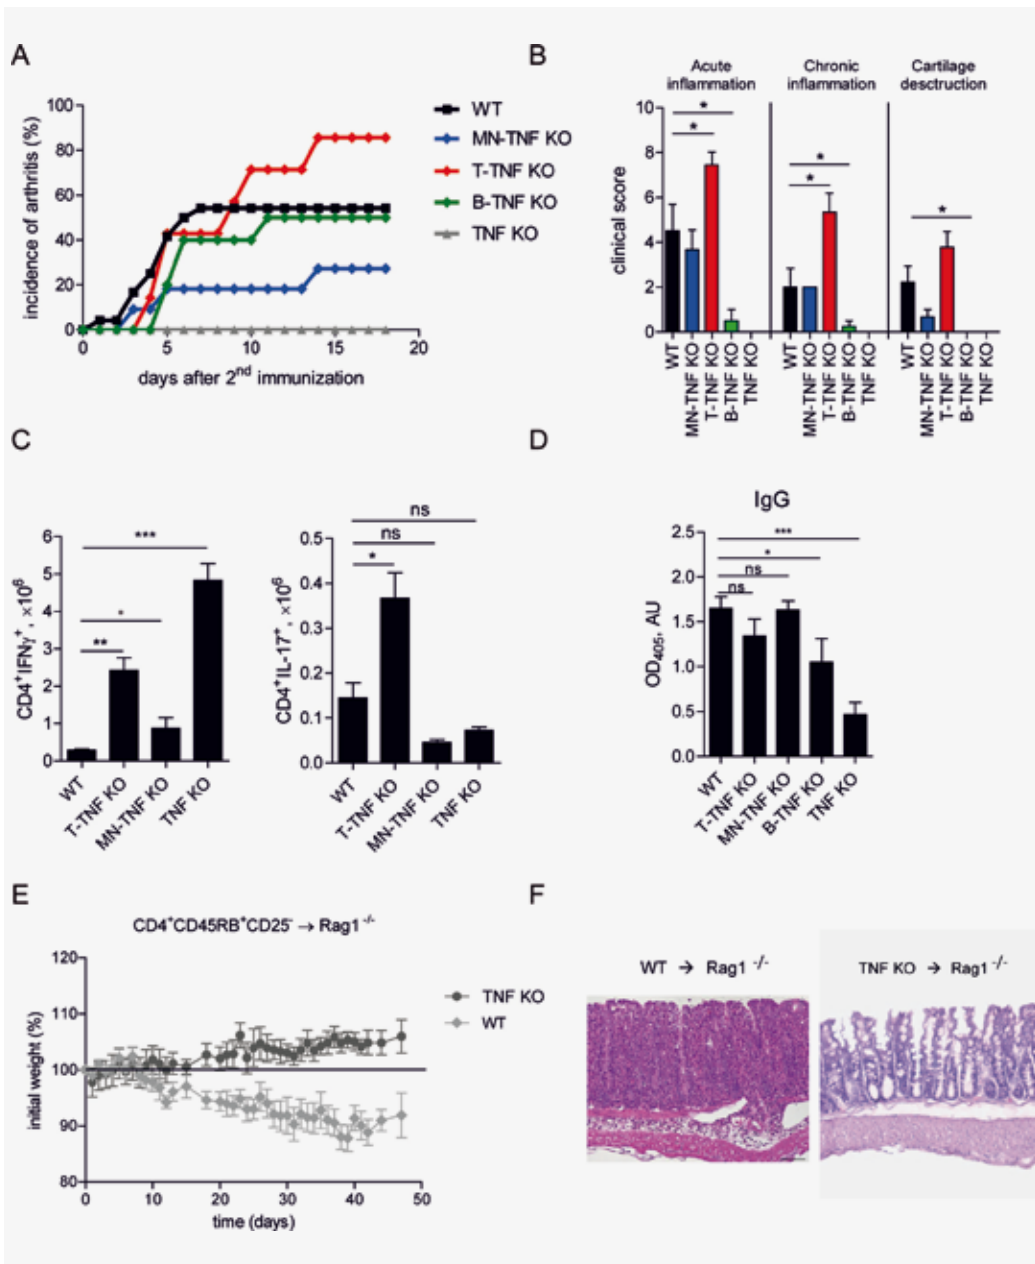 A
incidence of arthritis (%)
100
80
60
40
20
0
0
5
10
15
20
days after 2nd immunization
WT
MN-TNF KO
T-TNF KO
B-TNF KO
TNF KO
B
Acute inflammation
Chronic inflammation
Cartilage desctruction
clinical score
10
8
6
4
2
0
*
*
*
*
*
WT
MN-TNF KO
T-TNF KO
B-TNF KO
TNF KO
WT
MN-TNF KO
T-TNF KO
B-TNF KO
TNF KO
WT
MN-TNF KO
T-TNF KO
B-TNF KO
TNF KO
C
CD4+IFNγ+, ×10^6
6
5
4
3
2
1
0
***
*
**
WT
T-TNF KO
MN-TNF KO
TNF KO
CD4+IL-17+, ×10^6
0.5
0.4
0.3
0.2
0.1
0.0
ns
ns
*
WT
T-TNF KO
MN-TNF KO
TNF KO
D
IgG
OD405, AU
2.5
2.0
1.5
1.0
0.5
0.0
***
*
ns
ns
WT
T-TNF KO
MN-TNF KO
B-TNF KO
TNF KO
E
CD4+CD45RB+CD25- → Rag1 -/-
initial weight (%)
120
110
100
90
80
0
10
20
30
40
50
time (days)
TNF KO
WT
F
WT → Rag1 -/-
TNF KO → Rag1 -/-